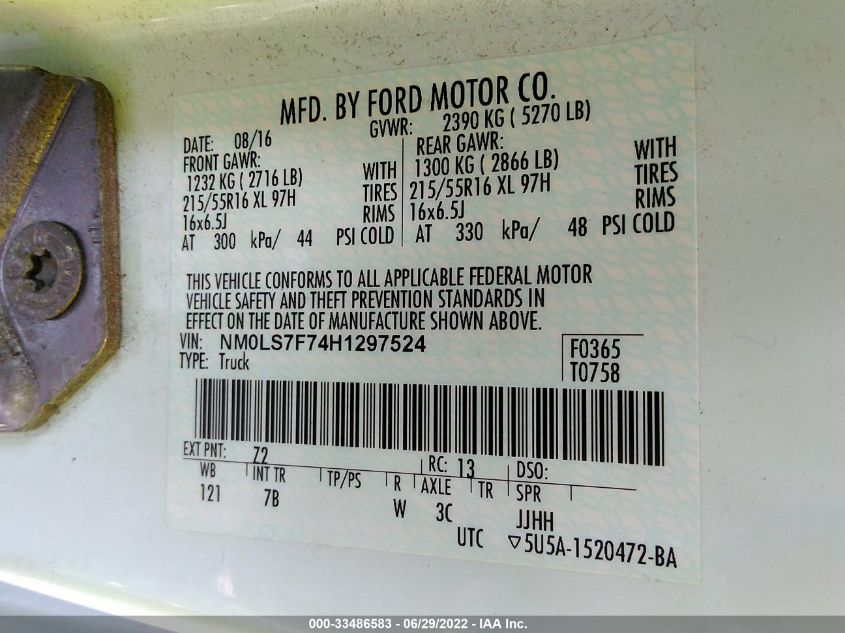 MFD. BY FORD MOTOR CO.
DATE: 08/16 GVWR: 2390 KG ( 5270 LB)
FRONT GAWR: REAR GAWR:
1232 KG ( 2716 LB) WITH 1300 KG ( 2866 LB) WITH
215/55R16 XL 97H TIRES 215/55R16 XL 97H TIRES
16x6.5J RIMS 16x6.5J RIMS
AT 300 kPa/ 44 PSI COLD AT 330 kPa/ 48 PSI COLD
THIS VEHICLE CONFORMS TO ALL APPLICABLE FEDERAL MOTOR
VEHICLE SAFETY AND THEFT PREVENTION STANDARDS IN
EFFECT ON THE DATE OF MANUFACTURE SHOWN ABOVE.
VIN: NM0LS7F74H1297524 F0365
TYPE: Truck T0758
EXT PNT: Z2 RC: 13 DSO:
WB INT TR TP/PS R AXLE TR SPR
121 7B W 3C JJHH
UTC ▽5U5A-1520472-BA
000-33486583 - 06/29/2022 - IAA Inc.